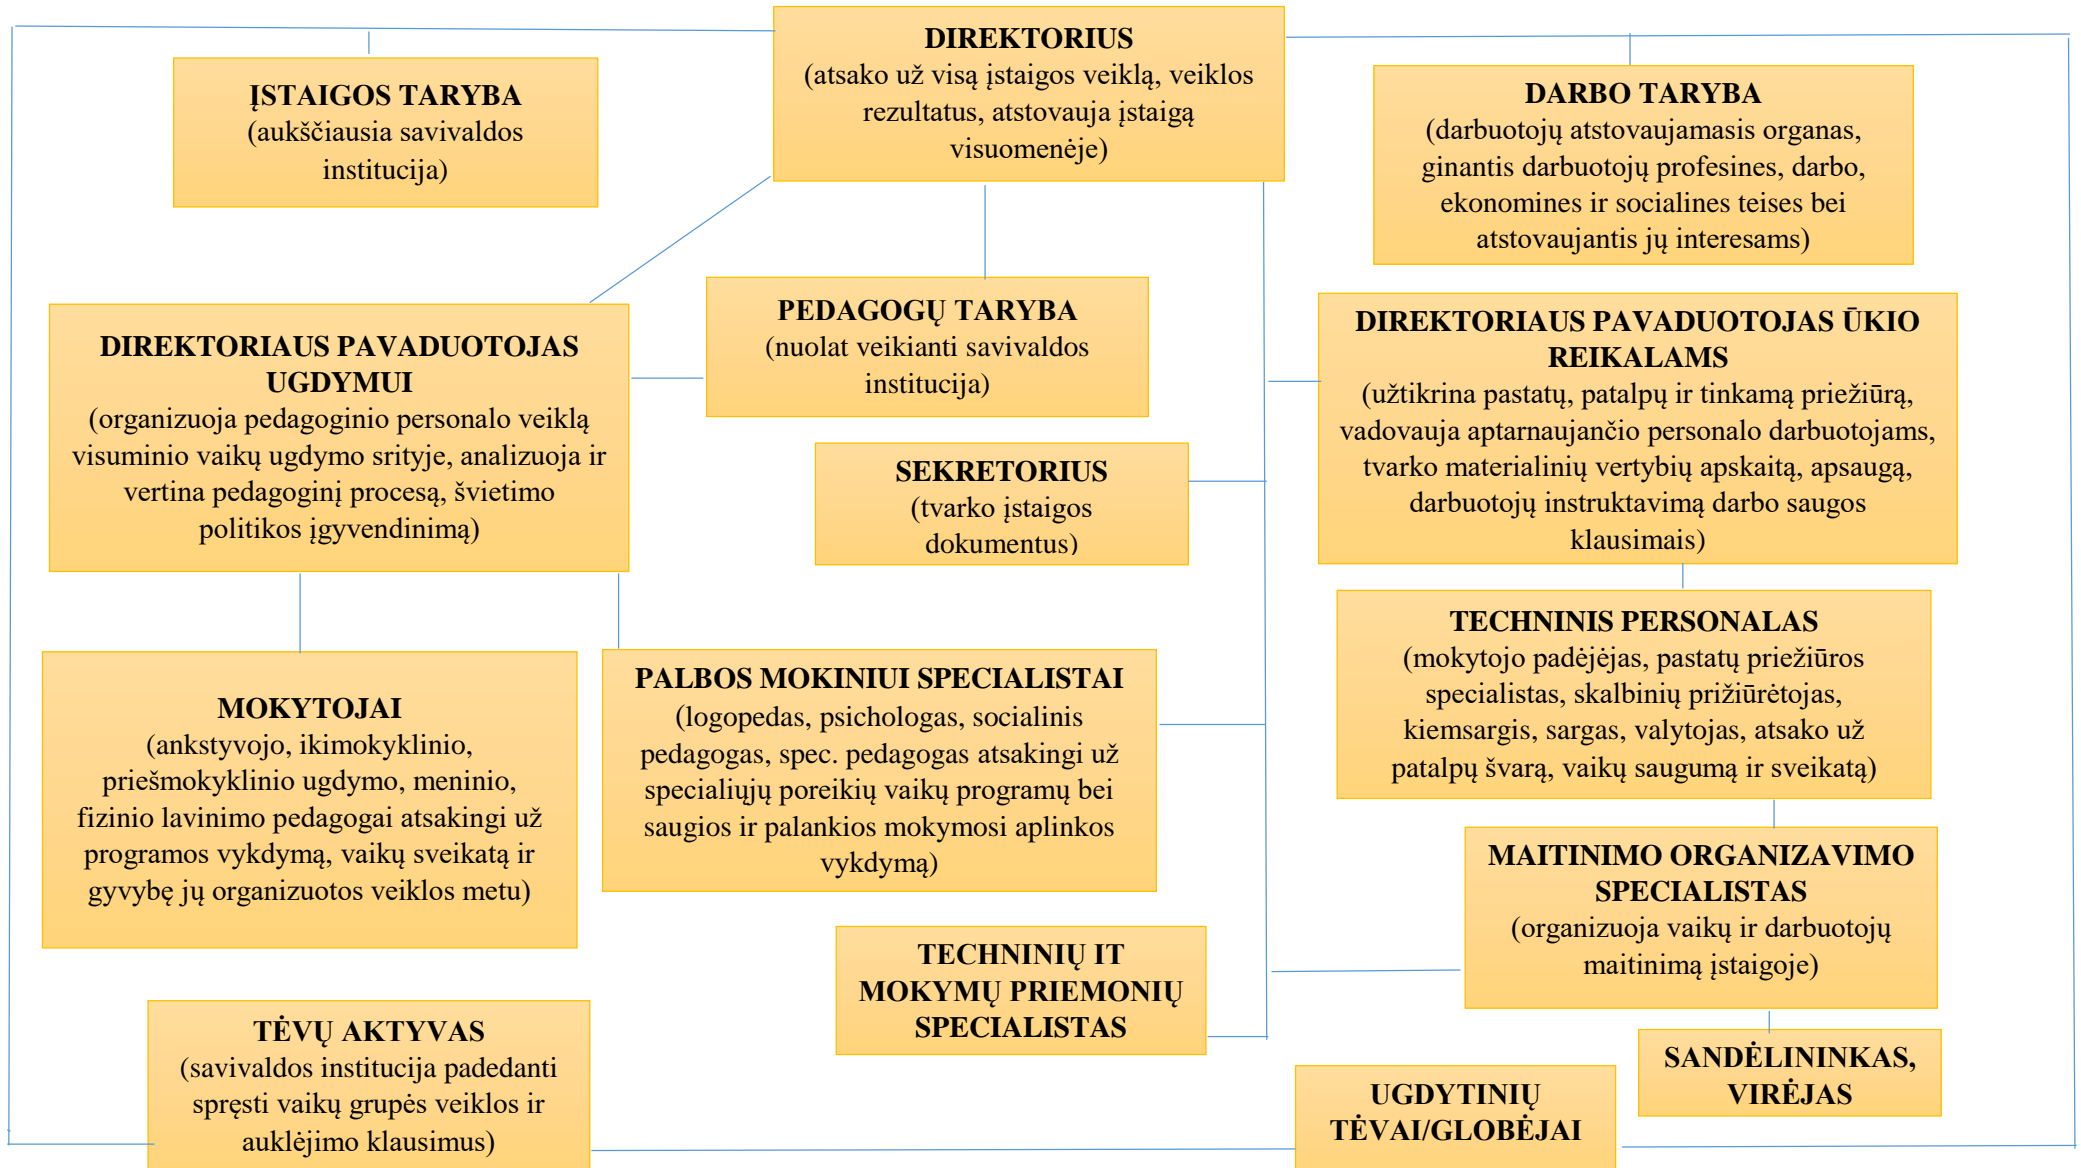 DIREKTORIUS
(atsako už visą įstaigos veiklą, veiklos
rezultatus, atstovauja įstaigą
visuomenėje)
ĮSTAIGOS TARYBA
(aukščiausia savivaldos
institucija)
DARBO TARYBA
(darbuotojų atstovaujamasis organas,
ginantis darbuotojų profesines, darbo,
ekonomines ir socialines teises bei
atstovaujantis jų interesams)
PEDAGOGŲ TARYBA
(nuolat veikianti savivaldos
institucija)
DIREKTORIAUS PAVADUOTOJAS
UGDYMUI
(organizuoja pedagoginio personalo veiklą
visuminio vaikų ugdymo srityje, analizuoja ir
vertina pedagoginį procesą, švietimo
politikos įgyvendinimą)
DIREKTORIAUS PAVADUOTOJAS ŪKIO
REIKALAMS
(užtikrina pastatų, patalpų ir tinkamą priežiūrą,
vadovauja aptarnaujančio personalo darbuotojams,
tvarko materialinių vertybių apskaitą, apsaugą,
darbuotojų instruktavimą darbo saugos
klausimais)
SEKRETORIUS
(tvarko įstaigos
dokumentus)
TECHNINIS PERSONALAS
(mokytojo padėjėjas, pastatų priežiūros
specialistas, skalbinių prižiūrėtojas,
kiemsargis, sargas, valytojas, atsako už
patalpų švarą, vaikų saugumą ir sveikatą)
MOKYTOJAI
(ankstyvojo, ikimokyklinio,
priešmokyklinio ugdymo, meninio,
fizinio lavinimo pedagogai atsakingi už
programos vykdymą, vaikų sveikatą ir
gyvybę jų organizuotos veiklos metu)
PALBOS MOKINIUI SPECIALISTAI
(logopedas, psichologas, socialinis
pedagogas, spec. pedagogas atsakingi už
specialiųjų poreikių vaikų programų bei
saugios ir palankios mokymosi aplinkos
vykdymą)
MAITINIMO ORGANIZAVIMO
SPECIALISTAS
(organizuoja vaikų ir darbuotojų
maitinimą įstaigoje)
TECHNINIŲ IT
MOKYMŲ PRIEMONIŲ
SPECIALISTAS
TĖVŲ AKTYVAS
(savivaldos institucija padedanti
spręsti vaikų grupės veiklos ir
auklėjimo klausimus)
SANDĖLININKAS,
VIRĖJAS
UGDYTINIŲ
TĖVAI/GLOBĖJAI